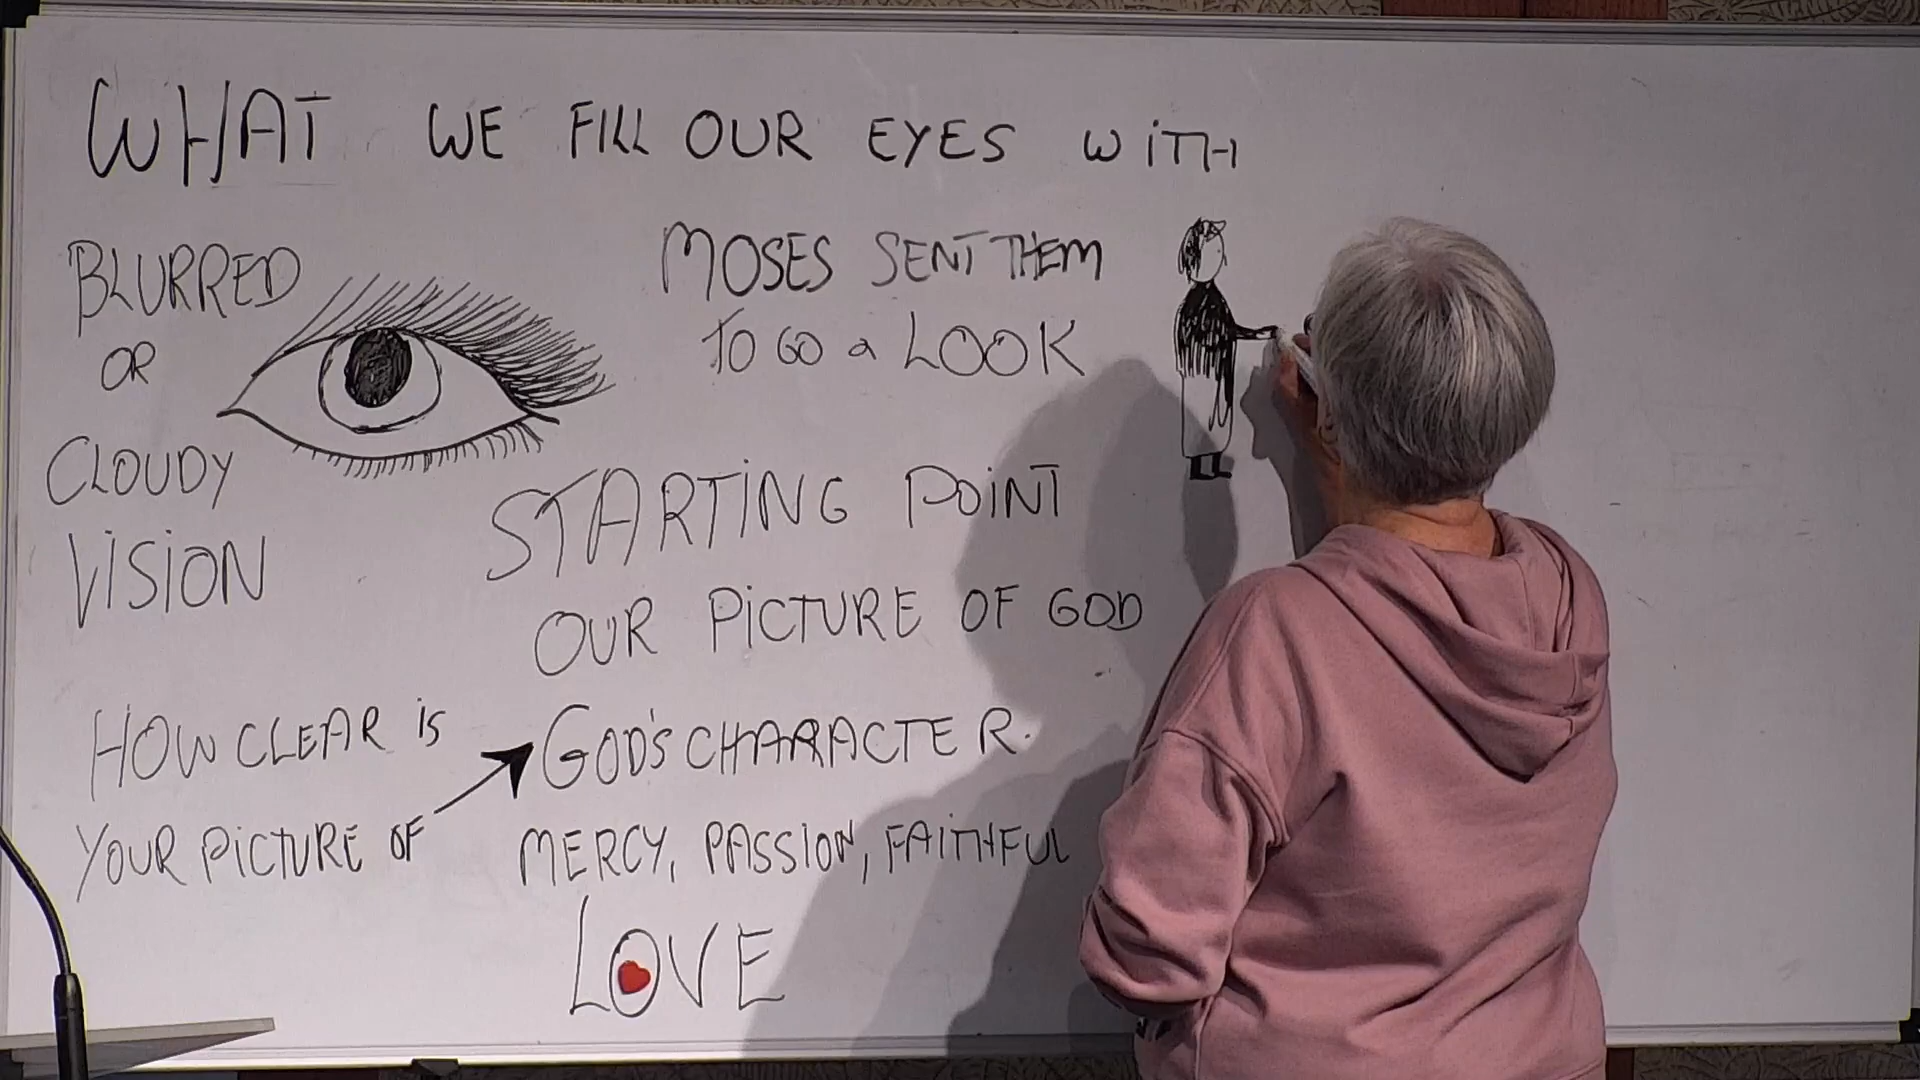 WHAT WE FILL OUR EYES WITH
BLURRED
OR
CLOUDY
VISION
MOSES SENT THEM
TO GO a LOOK
STARTING POINT
OUR PICTURE OF GOD
HOW CLEAR IS
YOUR PICTURE OF
GOD'S CHARACTER.
MERCY, PASSION, FAITHFUL
LOVE